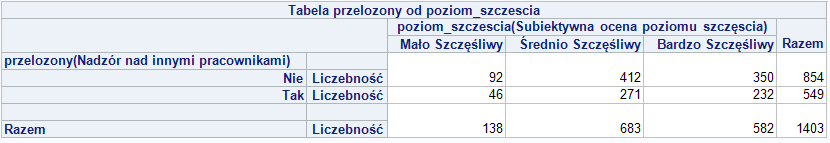 Tabela przelozony od poziom_szczescia
poziom_szczescia(Subiektywna ocena poziomu szczęscia) Razem
Mało Szczęśliwy Średnio Szczęśliwy Bardzo Szczęśliwy
przelozony(Nadzór nad innymi pracownikami)
Nie Liczebność 92 412 350 854
Tak Liczebność 46 271 232 549
Razem Liczebność 138 683 582 1403